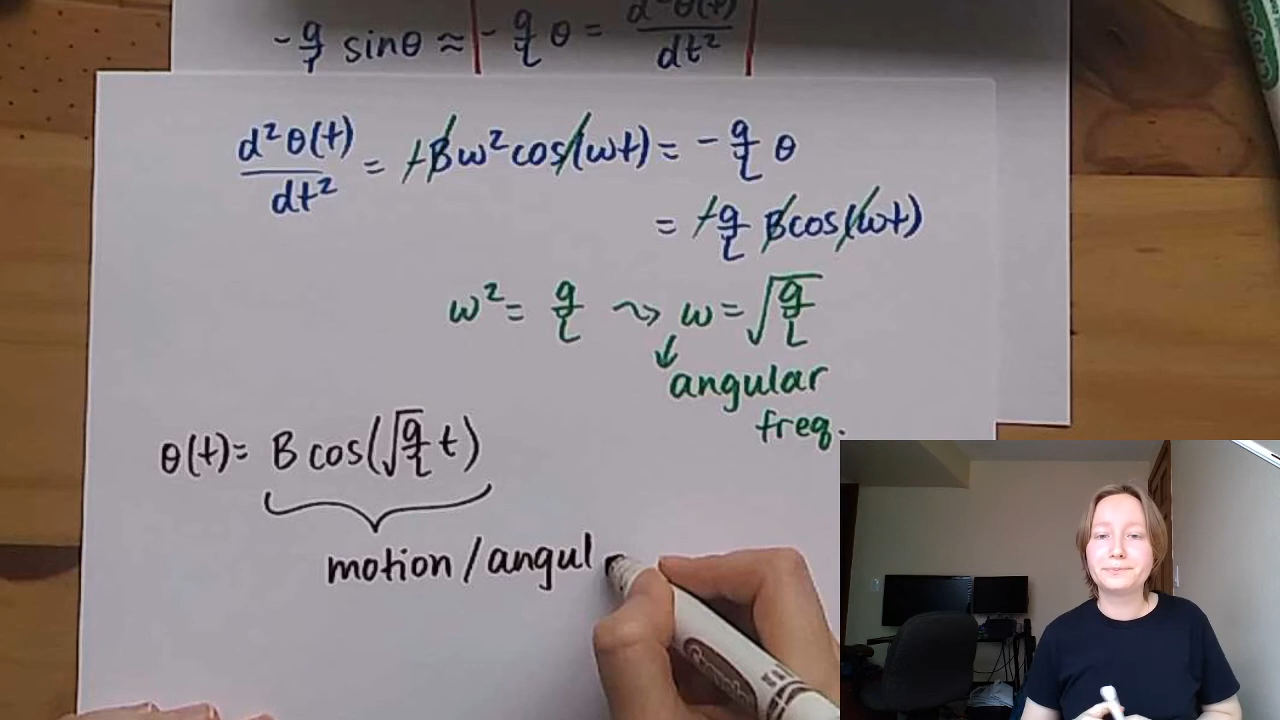 -g/L sinθ ≈ -g/L θ = d²θ(t)/dt²
d²θ(t)/dt² = -Bω²cos(ωt) = -g/L θ
= -g/L Bcos(ωt)
ω² = g/L ⤳ ω = √(g/L)
↓
angular
freq.
θ(t) = B cos(√(g/L) t)
motion/angul